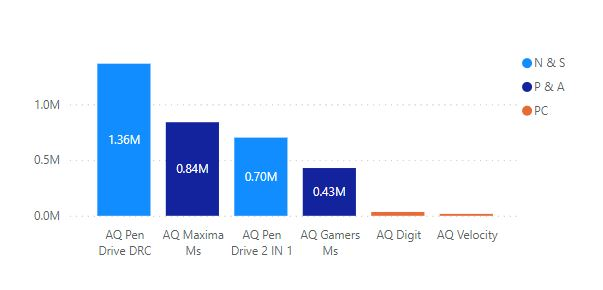 N & S
P & A
PC
1.0M
0.5M
0.0M
1.36M
0.84M
0.70M
0.43M
AQ Pen
Drive DRC
AQ Maxima
Ms
AQ Pen
Drive 2 IN 1
AQ Gamers
Ms
AQ Digit
AQ Velocity